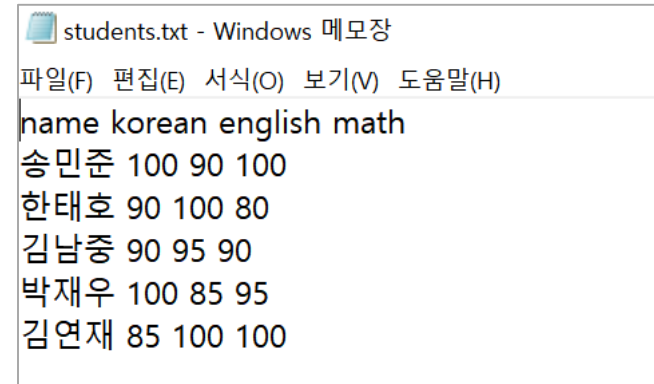 students.txt - Windows 메모장
파일(F) 편집(E) 서식(O) 보기(V) 도움말(H)
name korean english math
송민준 100 90 100
한태호 90 100 80
김남중 90 95 90
박재우 100 85 95
김연재 85 100 100